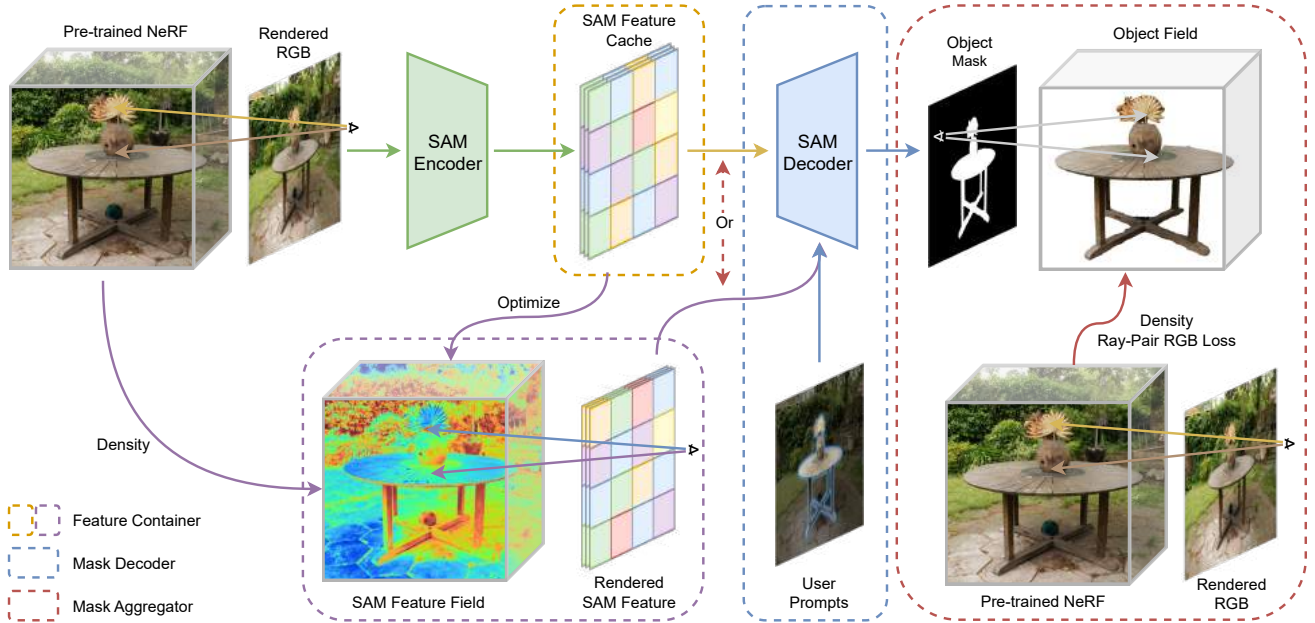 Pre-trained NeRF
Rendered
RGB
SAM
Encoder
SAM Feature
Cache
Or
SAM
Decoder
Object
Mask
Object Field
Optimize
Density
SAM Feature Field
Rendered
SAM Feature
User
Prompts
Density
Ray-Pair RGB Loss
Pre-trained NeRF
Rendered
RGB
Feature Container
Mask Decoder
Mask Aggregator